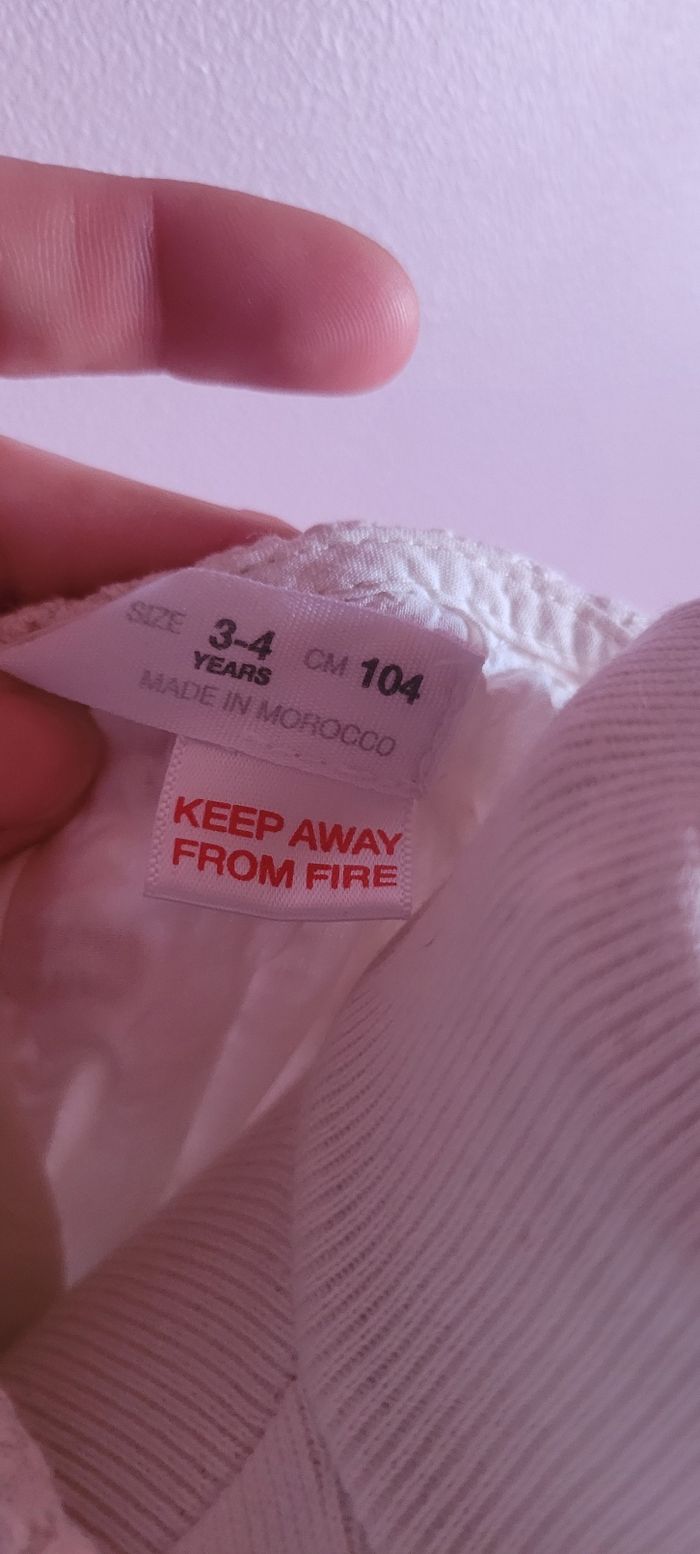 SIZE 3-4 CM 104
YEARS
MADE IN MOROCCO
KEEP AWAY
FROM FIRE